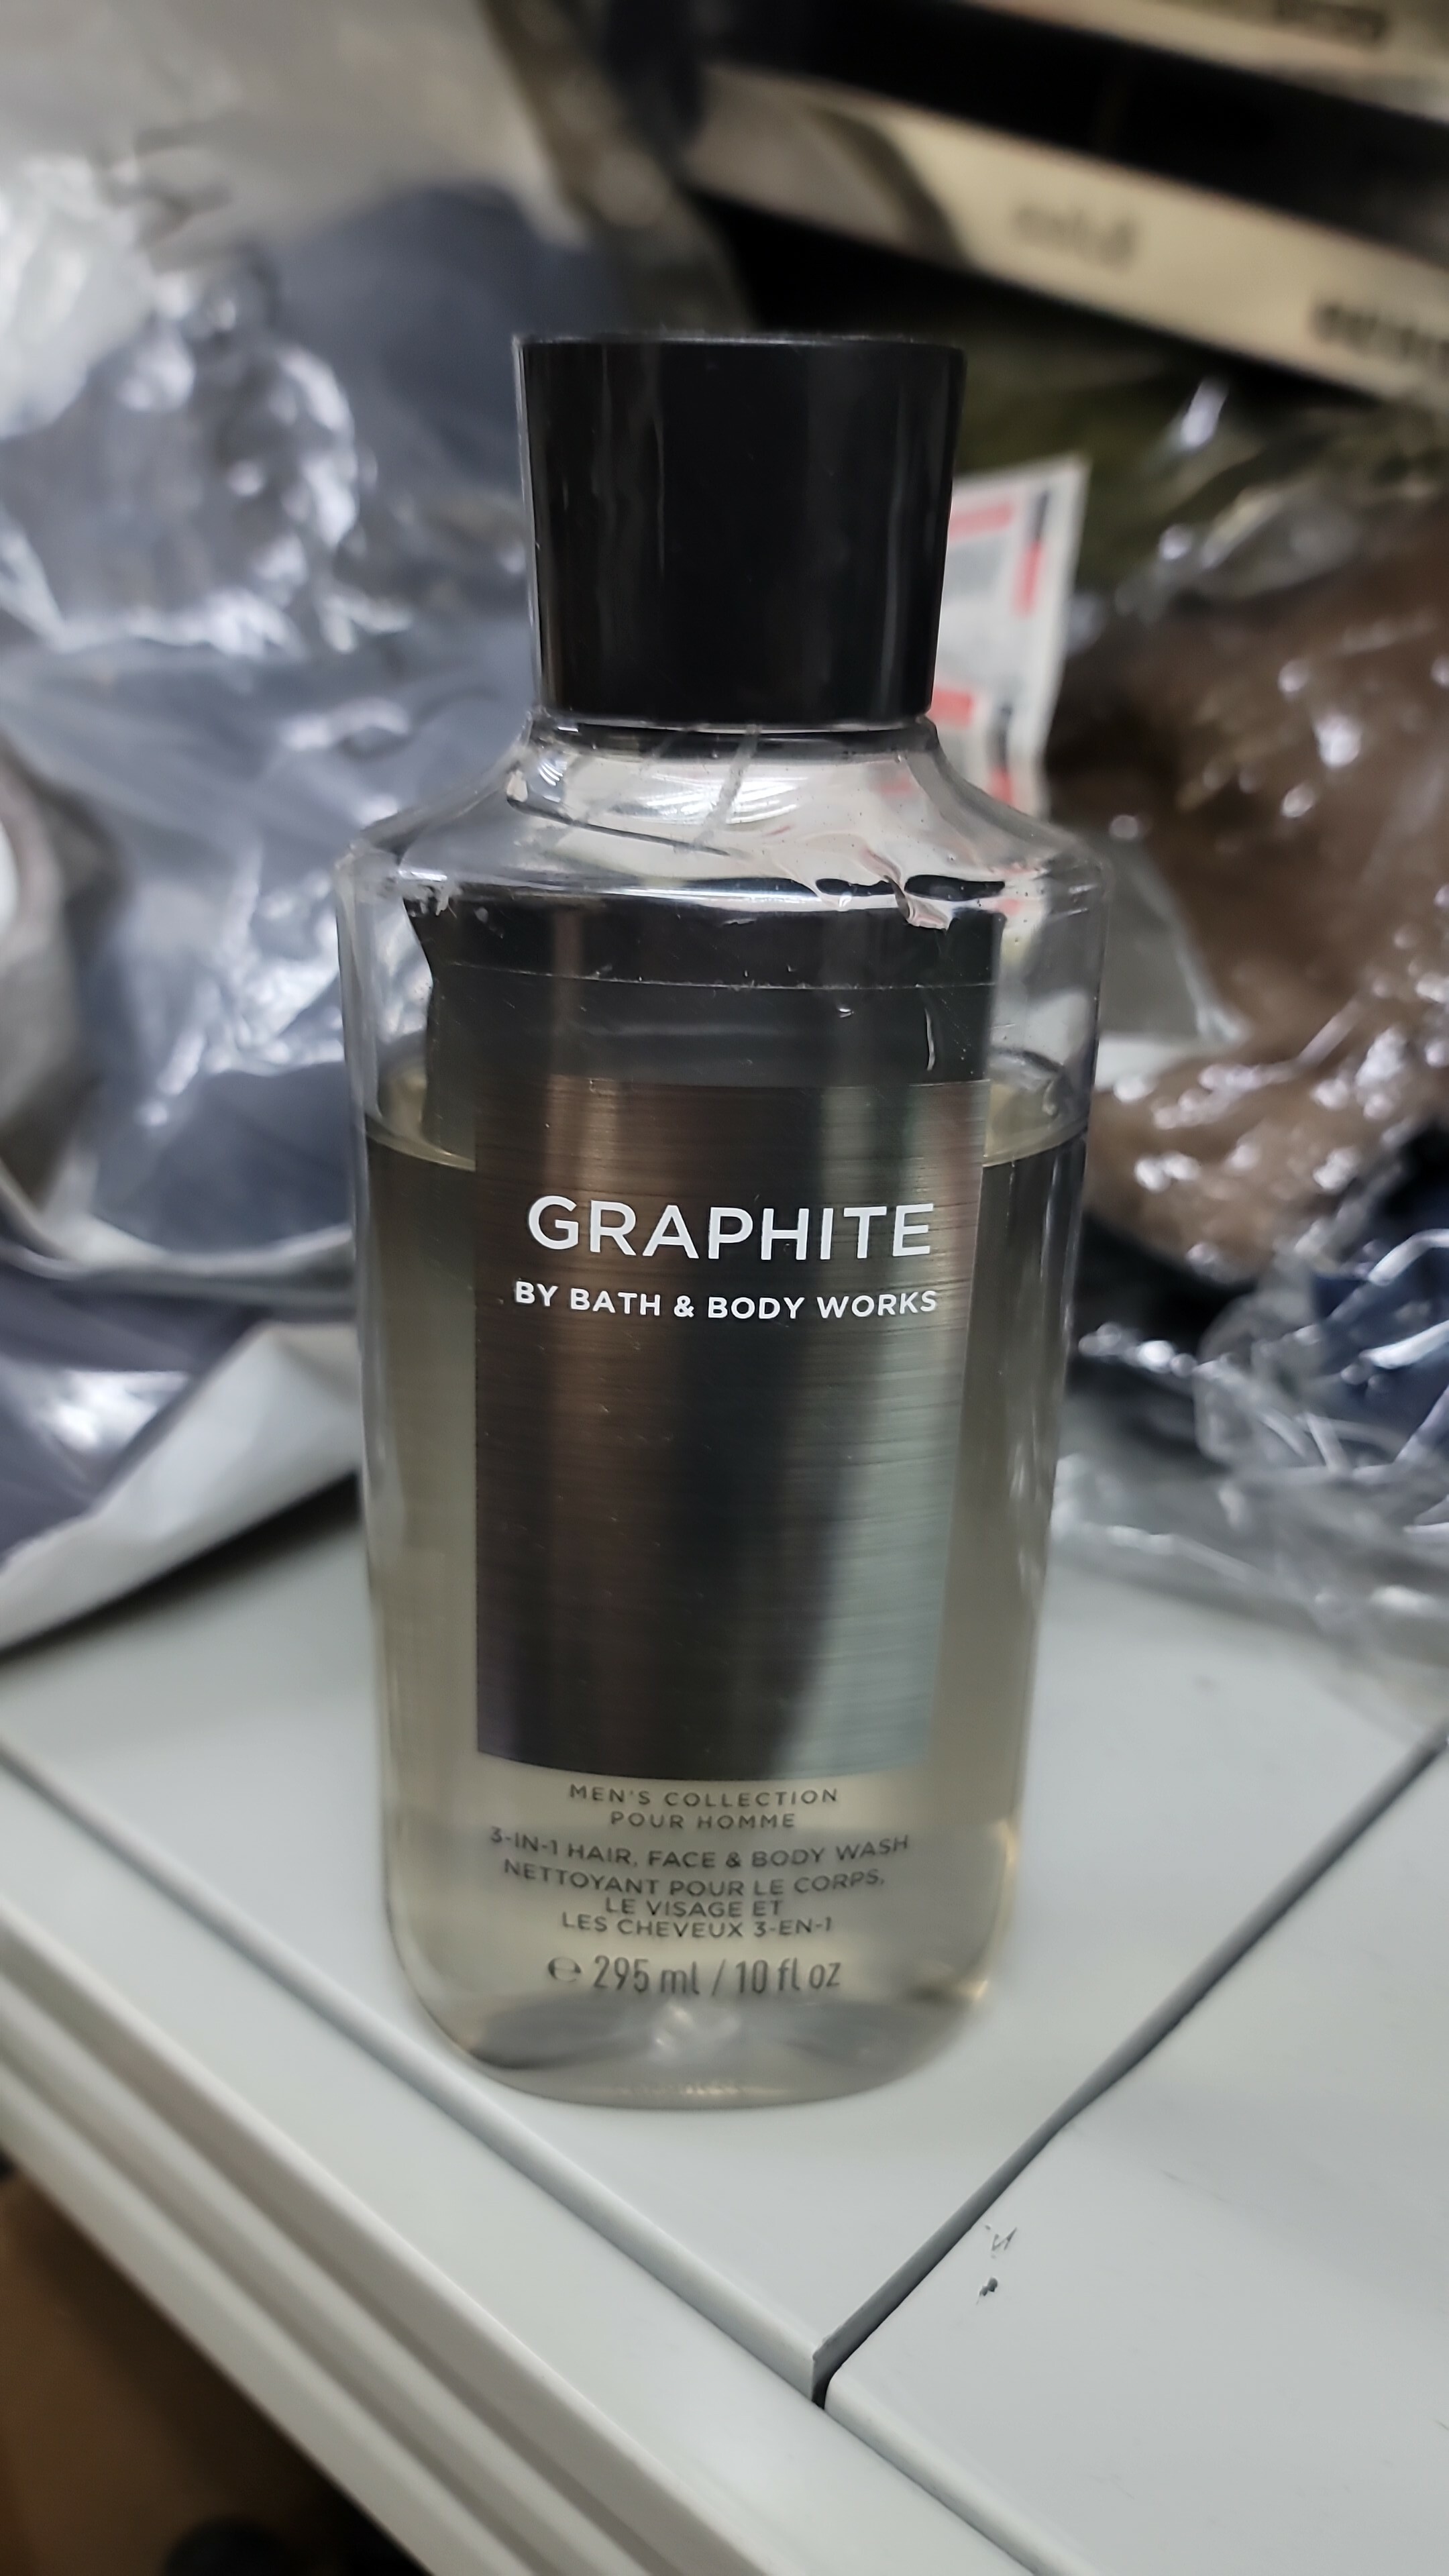 GRAPHITE
BY BATH & BODY WORKS
MEN'S COLLECTION
POUR HOMME
3-IN-1 HAIR, FACE & BODY WASH
NETTOYANT POUR LE CORPS,
LE VISAGE ET
LES CHEVEUX 3-EN-1
℮ 295 ml / 10 fl oz